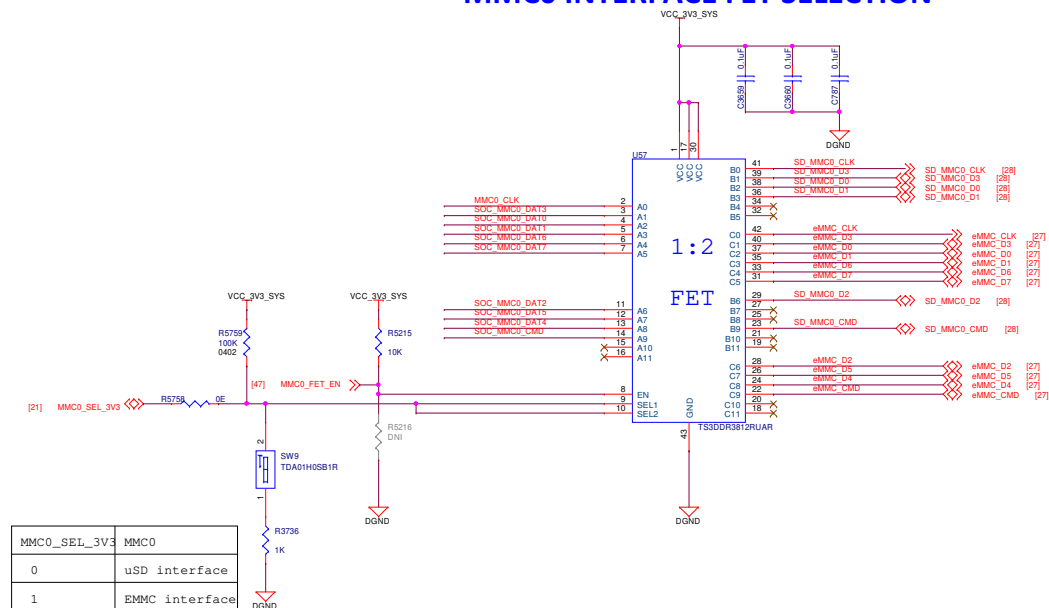 MMC0 INTERFACE FET SELECTION
VCC_3V3_SYS
C3659 0.1uF
C3660 0.1uF
C787 0.1uF
DGND
U57
1 VCC
17 VCC
30 VCC
1:2
FET
MMC0_CLK 2 A0
SOC_MMC0_DAT3 3 A1
SOC_MMC0_DAT0 4 A2
SOC_MMC0_DAT1 5 A3
SOC_MMC0_DAT6 6 A4
SOC_MMC0_DAT7 7 A5
SOC_MMC0_DAT2 11 A6
SOC_MMC0_DAT5 12 A7
SOC_MMC0_DAT4 13 A8
SOC_MMC0_CMD 14 A9
15 A10
16 A11
8 EN
9 SEL1
10 SEL2
B0 41 SD_MMC0_CLK SD_MMC0_CLK [28]
B1 39 SD_MMC0_D3 SD_MMC0_D3 [28]
B2 38 SD_MMC0_D0 SD_MMC0_D0 [28]
B3 36 SD_MMC0_D1 SD_MMC0_D1 [28]
B4 34
B5 32
C0 42 eMMC_CLK eMMC_CLK [27]
C1 40 eMMC_D3 eMMC_D3 [27]
C2 37 eMMC_D0 eMMC_D0 [27]
C3 35 eMMC_D1 eMMC_D1 [27]
C4 33 eMMC_D6 eMMC_D6 [27]
C5 31 eMMC_D7 eMMC_D7 [27]
B6 29 SD_MMC0_D2 SD_MMC0_D2 [28]
B7 27
B8 25
B9 23 SD_MMC0_CMD SD_MMC0_CMD [28]
B10 21
B11 19
C6 28 eMMC_D2 eMMC_D2 [27]
C7 26 eMMC_D5 eMMC_D5 [27]
C8 24 eMMC_D4 eMMC_D4 [27]
C9 22 eMMC_CMD eMMC_CMD [27]
C10 20
C11 18
GND 43
TS3DDR3812RUAR
DGND
VCC_3V3_SYS
R5759
100K
0402
VCC_3V3_SYS
R5215
10K
[47] MMC0_FET_EN
[21] MMC0_SEL_3V3
R5758 0E
R5216
DNI
DGND
2
SW9
TDA01H0SB1R
1
R3736
1K
DGND
MMC0_SEL_3V3 MMC0
0 uSD interface
1 EMMC interface